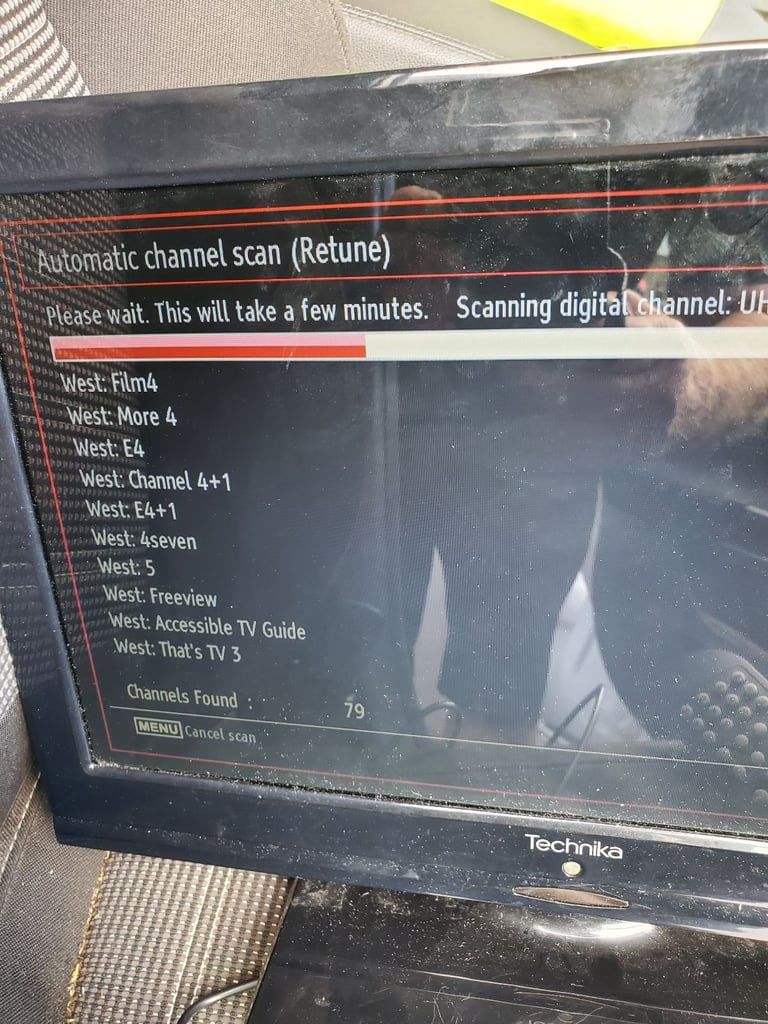 Automatic channel scan (Retune)
Please wait. This will take a few minutes. Scanning digital channel: UH
West: Film4
West: More 4
West: E4
West: Channel 4+1
West: E4+1
West: 4seven
West: 5
West: Freeview
West: Accessible TV Guide
West: That's TV 3
Channels Found : 79
MENU Cancel scan
Technika